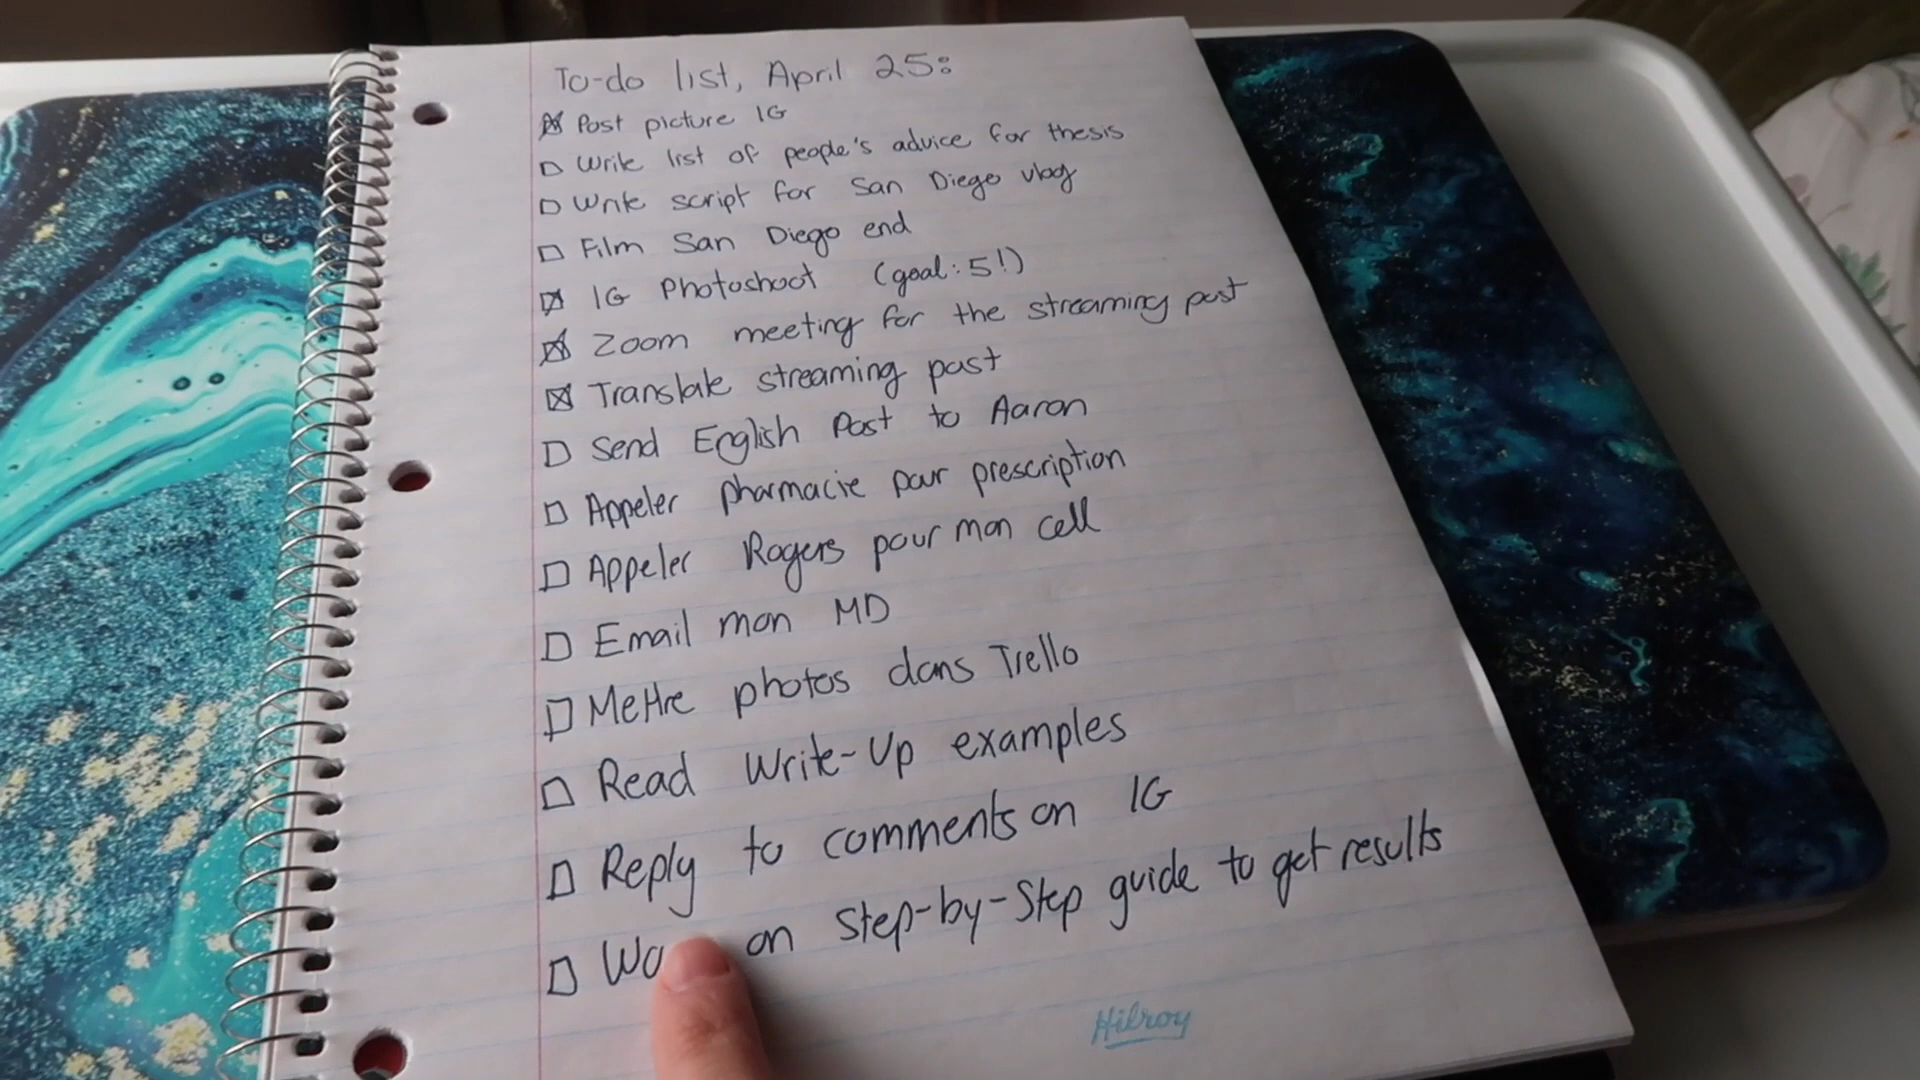 To-do list, April 25:
Post picture IG
Write list of people's advice for thesis
Write script for San Diego vlog
Film San Diego end
IG Photoshoot (goal: 5!)
Zoom meeting for the streaming post
Translate streaming post
Send English Post to Aaron
Appeler pharmacie pour prescription
Appeler Rogers pour mon cell
Email mon MD
Mettre photos dans Trello
Read Write-Up examples
Reply to comments on IG
on Step-by-Step guide to get results
Hilroy